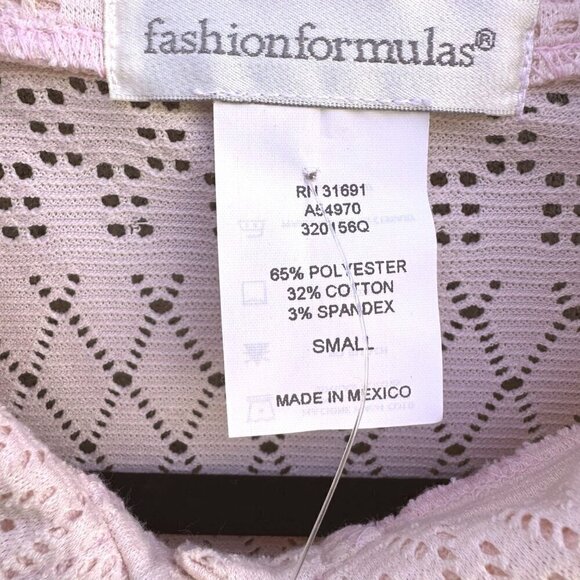 fashionformulas®
RN 31691
A54970
320156Q
65% POLYESTER
32% COTTON
3% SPANDEX
SMALL
MADE IN MEXICO